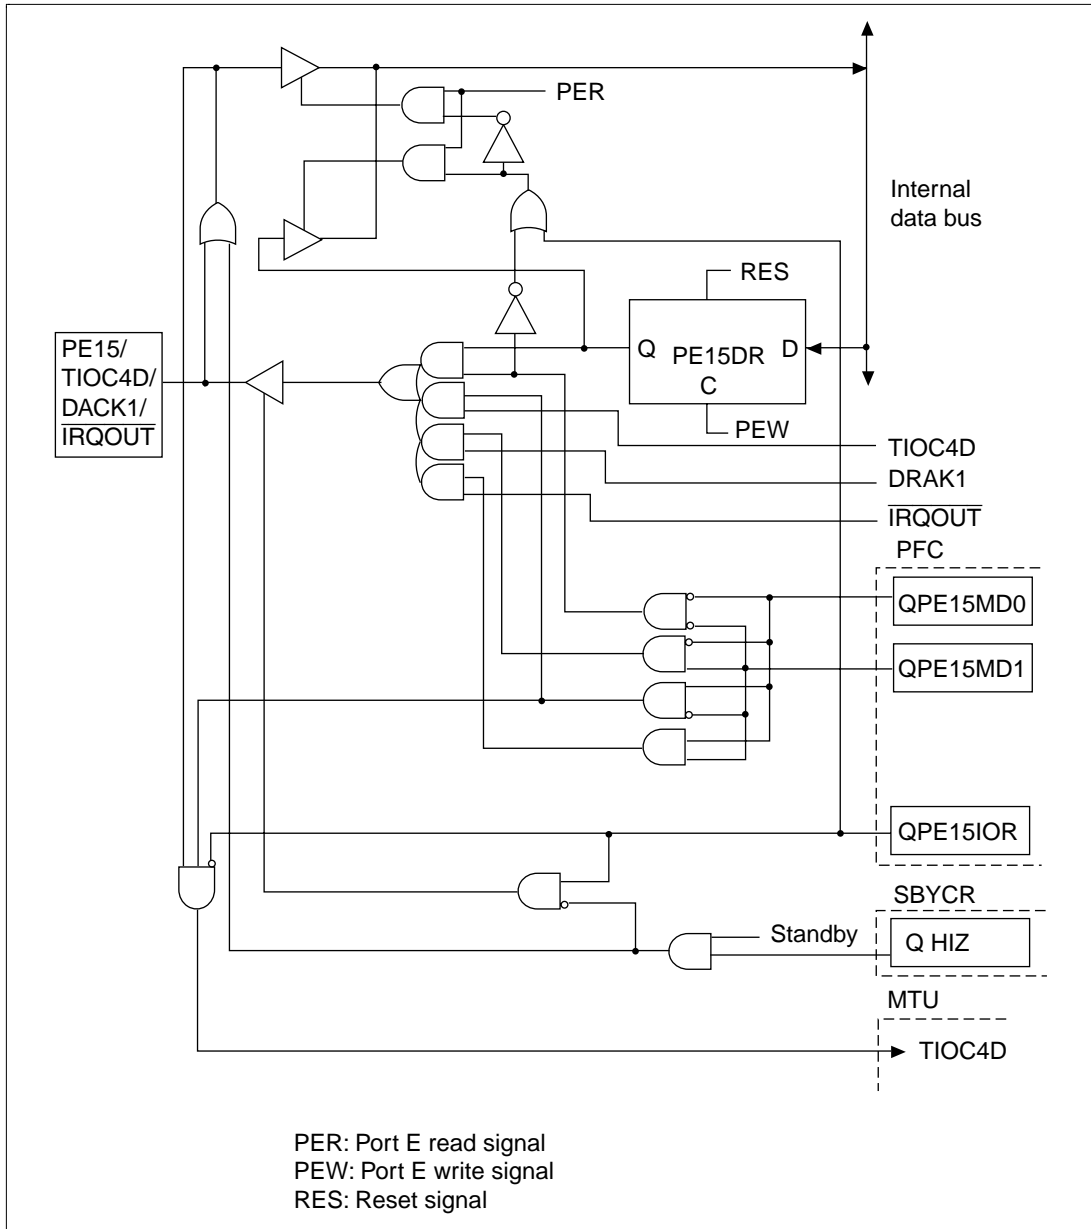 PER
Internal
data bus
RES
Q PE15DR D
C
PEW
PE15/
TIOC4D/
DACK1/
IRQOUT
TIOC4D
DRAK1
IRQOUT
PFC
QPE15MD0
QPE15MD1
QPE15IOR
SBYCR
Standby
Q HIZ
MTU
TIOC4D
PER: Port E read signal
PEW: Port E write signal
RES: Reset signal